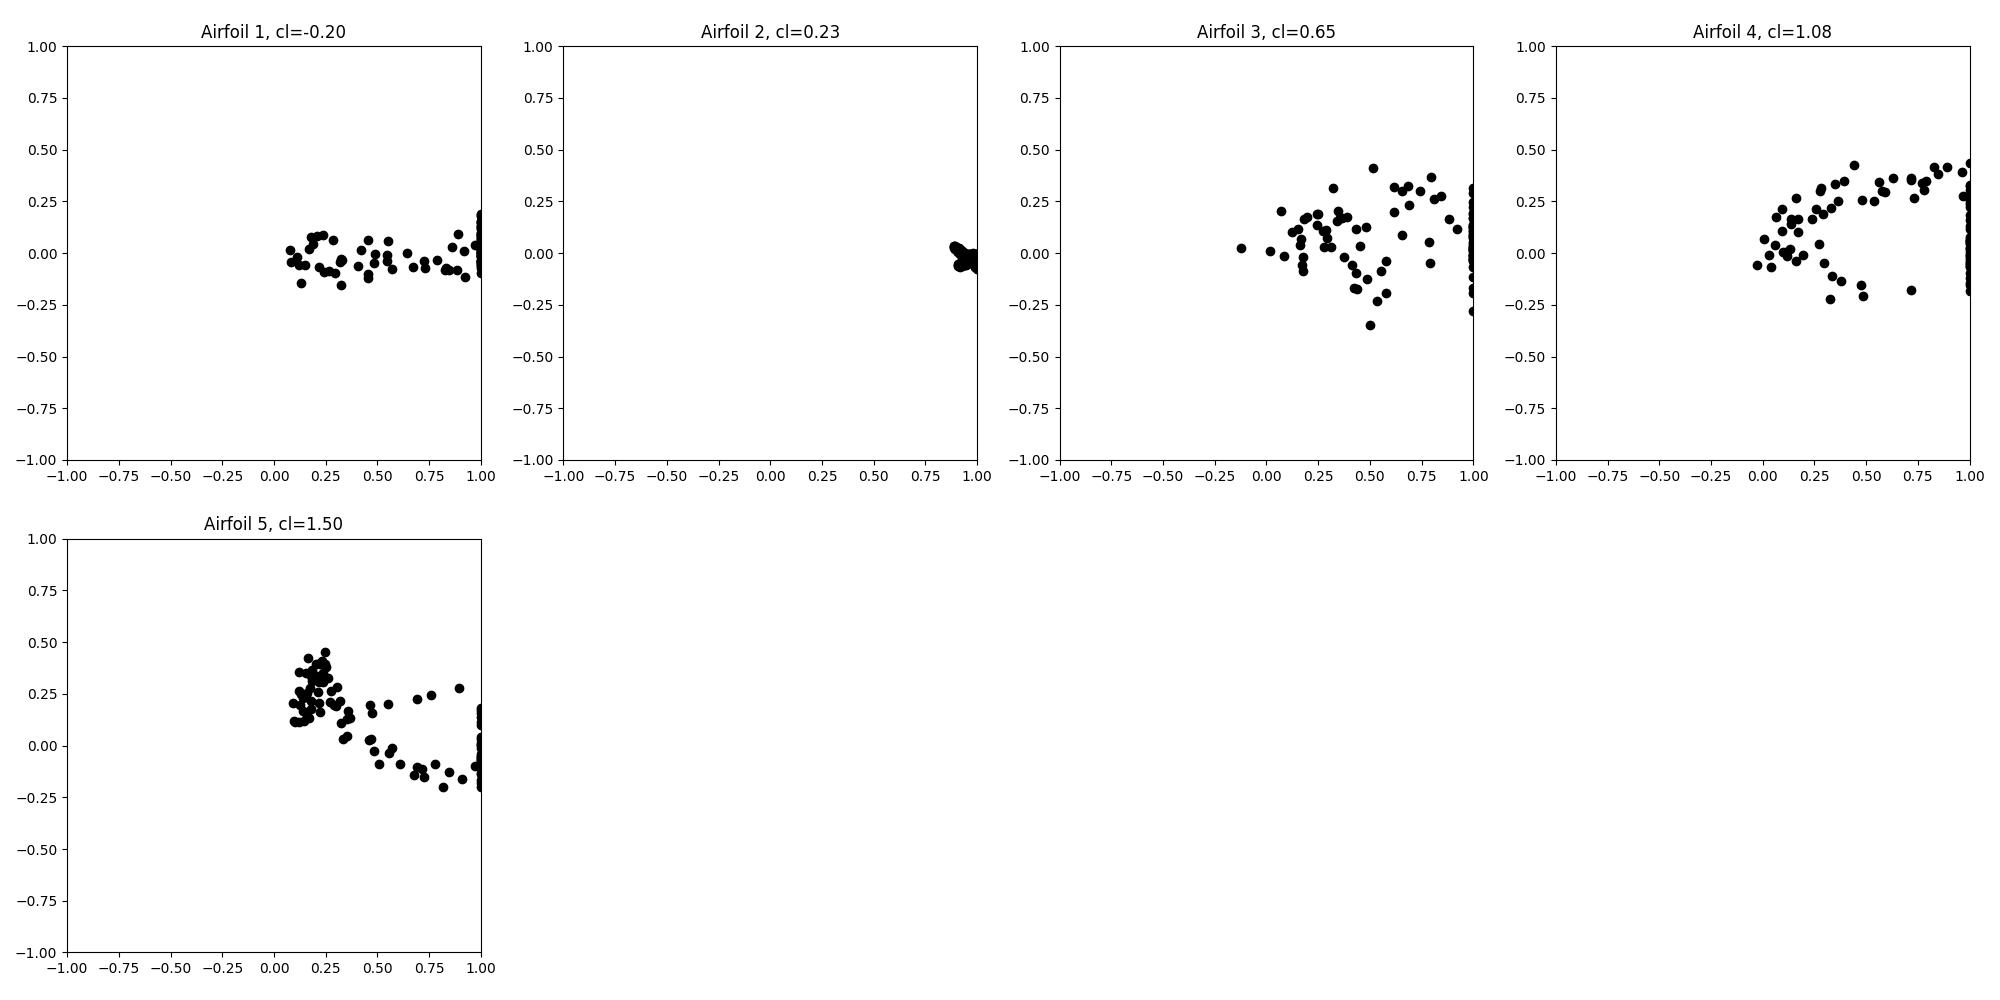 Airfoil 1, cl=-0.20
Airfoil 2, cl=0.23
Airfoil 3, cl=0.65
Airfoil 4, cl=1.08
1.00 1.00 1.00 1.00
0.75 0.75 0.75 0.75
0.50 0.50 0.50 0.50
0.25 0.25 0.25 0.25
0.00 0.00 0.00 0.00
−0.25 −0.25 −0.25 −0.25
−0.50 −0.50 −0.50 −0.50
−0.75 −0.75 −0.75 −0.75
−1.00 −1.00 −1.00 −1.00
−1.00 −0.75 −0.50 −0.25 0.00 0.25 0.50 0.75 1.00
−1.00 −0.75 −0.50 −0.25 0.00 0.25 0.50 0.75 1.00
−1.00 −0.75 −0.50 −0.25 0.00 0.25 0.50 0.75 1.00
−1.00 −0.75 −0.50 −0.25 0.00 0.25 0.50 0.75 1.00
Airfoil 5, cl=1.50
1.00
0.75
0.50
0.25
0.00
−0.25
−0.50
−0.75
−1.00
−1.00 −0.75 −0.50 −0.25 0.00 0.25 0.50 0.75 1.00